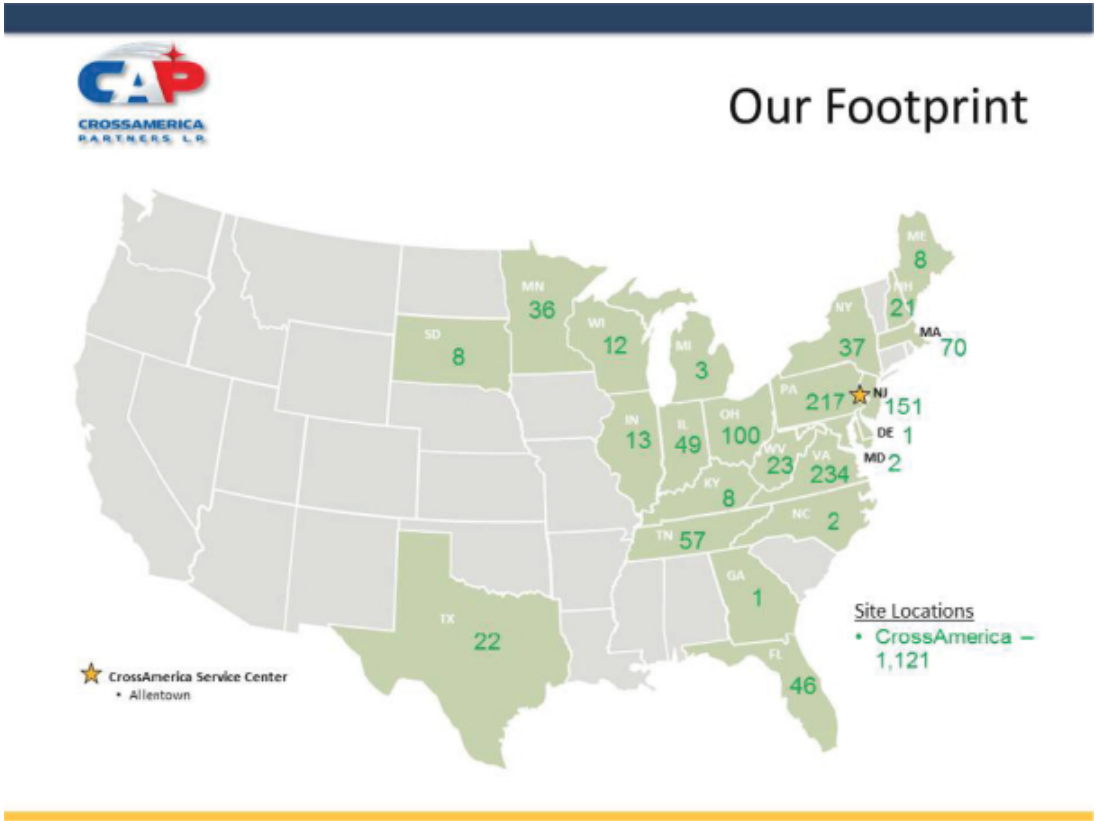 CAP
CROSSAMERICA
PARTNERS L.P.
Our Footprint
ME
8
NH
21
MN
36
NY
37
MA
70
WI
12
SD
8
MI
3
PA
217
NJ
151
IN
13
IL
49
OH
100
DE 1
WV
23
VA
234
MD 2
KY
8
NC
2
TN 57
GA
1
TX
22
FL
46
Site Locations
• CrossAmerica –
1,121
CrossAmerica Service Center
• Allentown